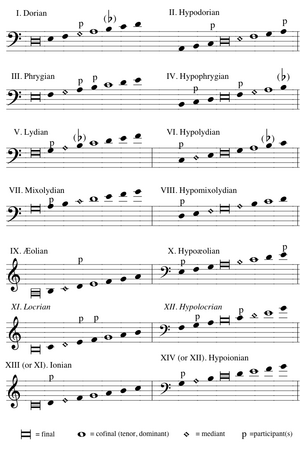 I. Dorian
II. Hypodorian
p p (♭)
p
III. Phrygian
IV. Hypophrygian
p p
p p
V. Lydian
VI. Hypolydian
p (♭)
p (♭)
VII. Mixolydian
VIII. Hypomixolydian
p
p
IX. Æolian
X. Hypoæolian
p
p
XI. Locrian
XII. Hypolocrian
p p
p
XIII (or XI). Ionian
XIV (or XII). Hypoionian
p
p
= final
= cofinal (tenor, dominant)
= mediant
p =participant(s)